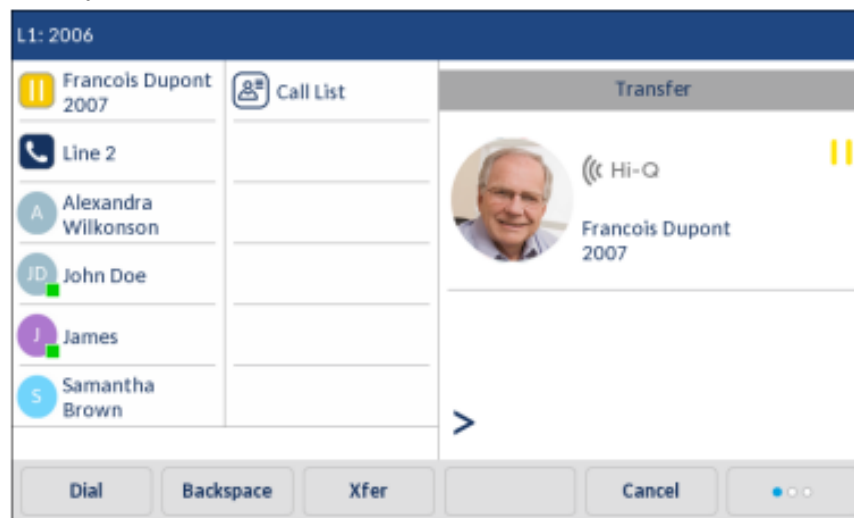 L1: 2006
Francois Dupont
2007
Line 2
A
Alexandra
Wilkonson
JD
John Doe
J
James
S
Samantha
Brown
Call List
Transfer
Hi-Q
Francois Dupont
2007
>
Dial
Backspace
Xfer
Cancel